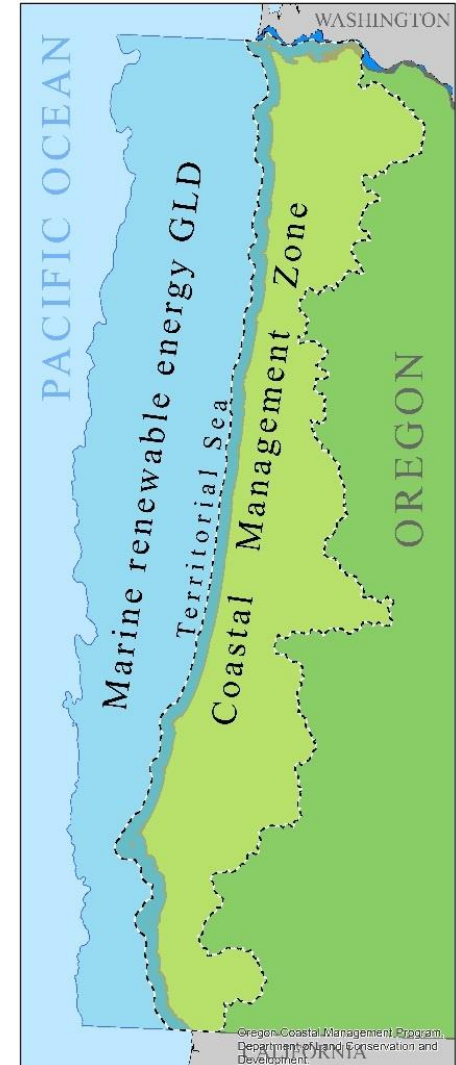 WASHINGTON
PACIFIC OCEAN
Marine renewable energy GLD
Territorial Sea
Coastal Management Zone
OREGON
Oregon Coastal Management Program,
Department of Land Conservation and
Development.
CALIFORNIA